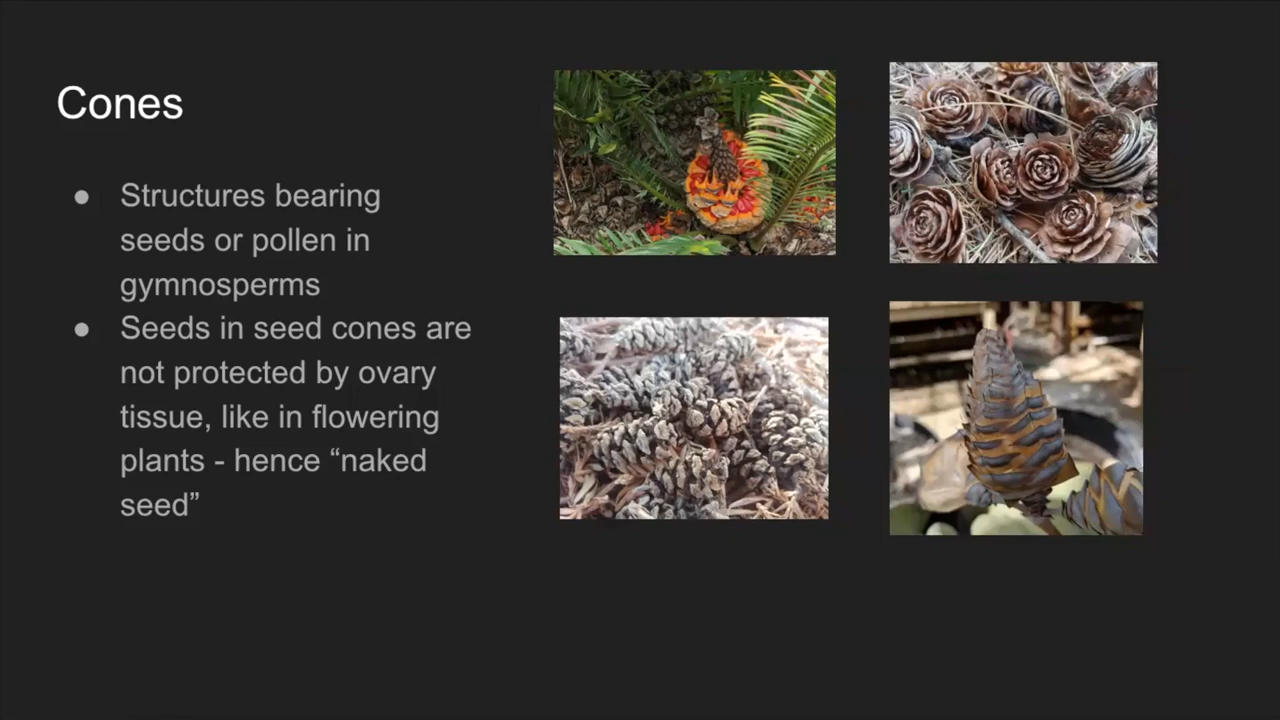 Cones
● Structures bearing
seeds or pollen in
gymnosperms
● Seeds in seed cones are
not protected by ovary
tissue, like in flowering
plants - hence “naked
seed”